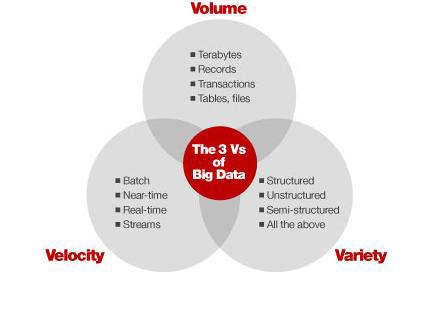 Volume
Terabytes
Records
Transactions
Tables, files
The 3 Vs
of
Big Data
Batch
Near-time
Real-time
Streams
Structured
Unstructured
Semi-structured
All the above
Velocity
Variety